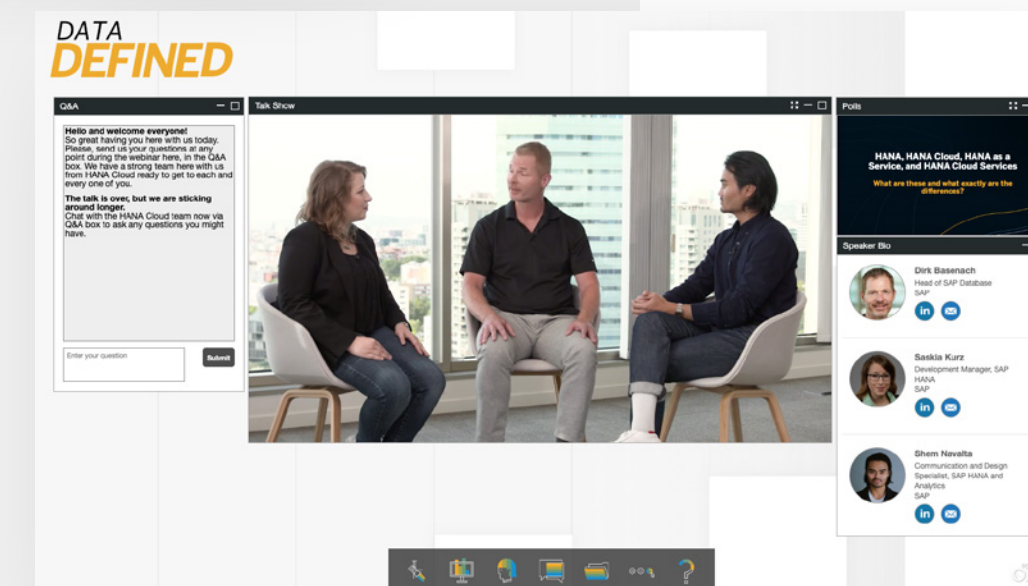 DATA
DEFINED
Q&A
Hello and welcome everyone!
So great having you here with us today.
Please, send us your questions at any
point during the webinar here, in the Q&A
box. We have a strong team here with us
from HANA Cloud ready to get to each and
every one of you.
The talk is over, but we are sticking
around longer.
Chat with the HANA Cloud team now via
Q&A box to ask any questions you might
have.
Enter your question
Submit
Talk Show
Polls
HANA, HANA Cloud, HANA as a
Service, and HANA Cloud Services
What are these and what exactly are the
differences?
Speaker Bio
Dirk Basenach
Head of SAP Database
SAP
in
Saskia Kurz
Development Manager, SAP
HANA
SAP
in
Shem Navalta
Communication and Design
Specialist, SAP HANA and
Analytics
SAP
in